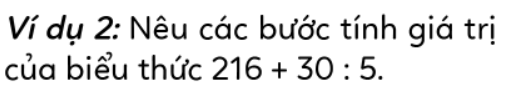 Ví dụ 2: Nêu các bước tính giá trị
của biểu thức 216 + 30 : 5.